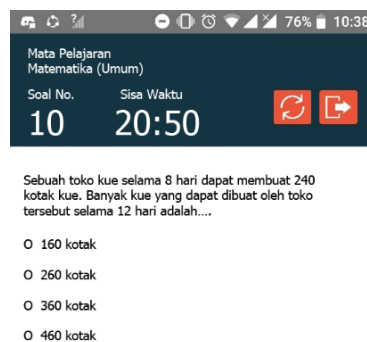 76% 10:38
Mata Pelajaran
Matematika (Umum)
Soal No. Sisa Waktu
10 20:50
Sebuah toko kue selama 8 hari dapat membuat 240
kotak kue. Banyak kue yang dapat dibuat oleh toko
tersebut selama 12 hari adalah....
O 160 kotak
O 260 kotak
O 360 kotak
O 460 kotak